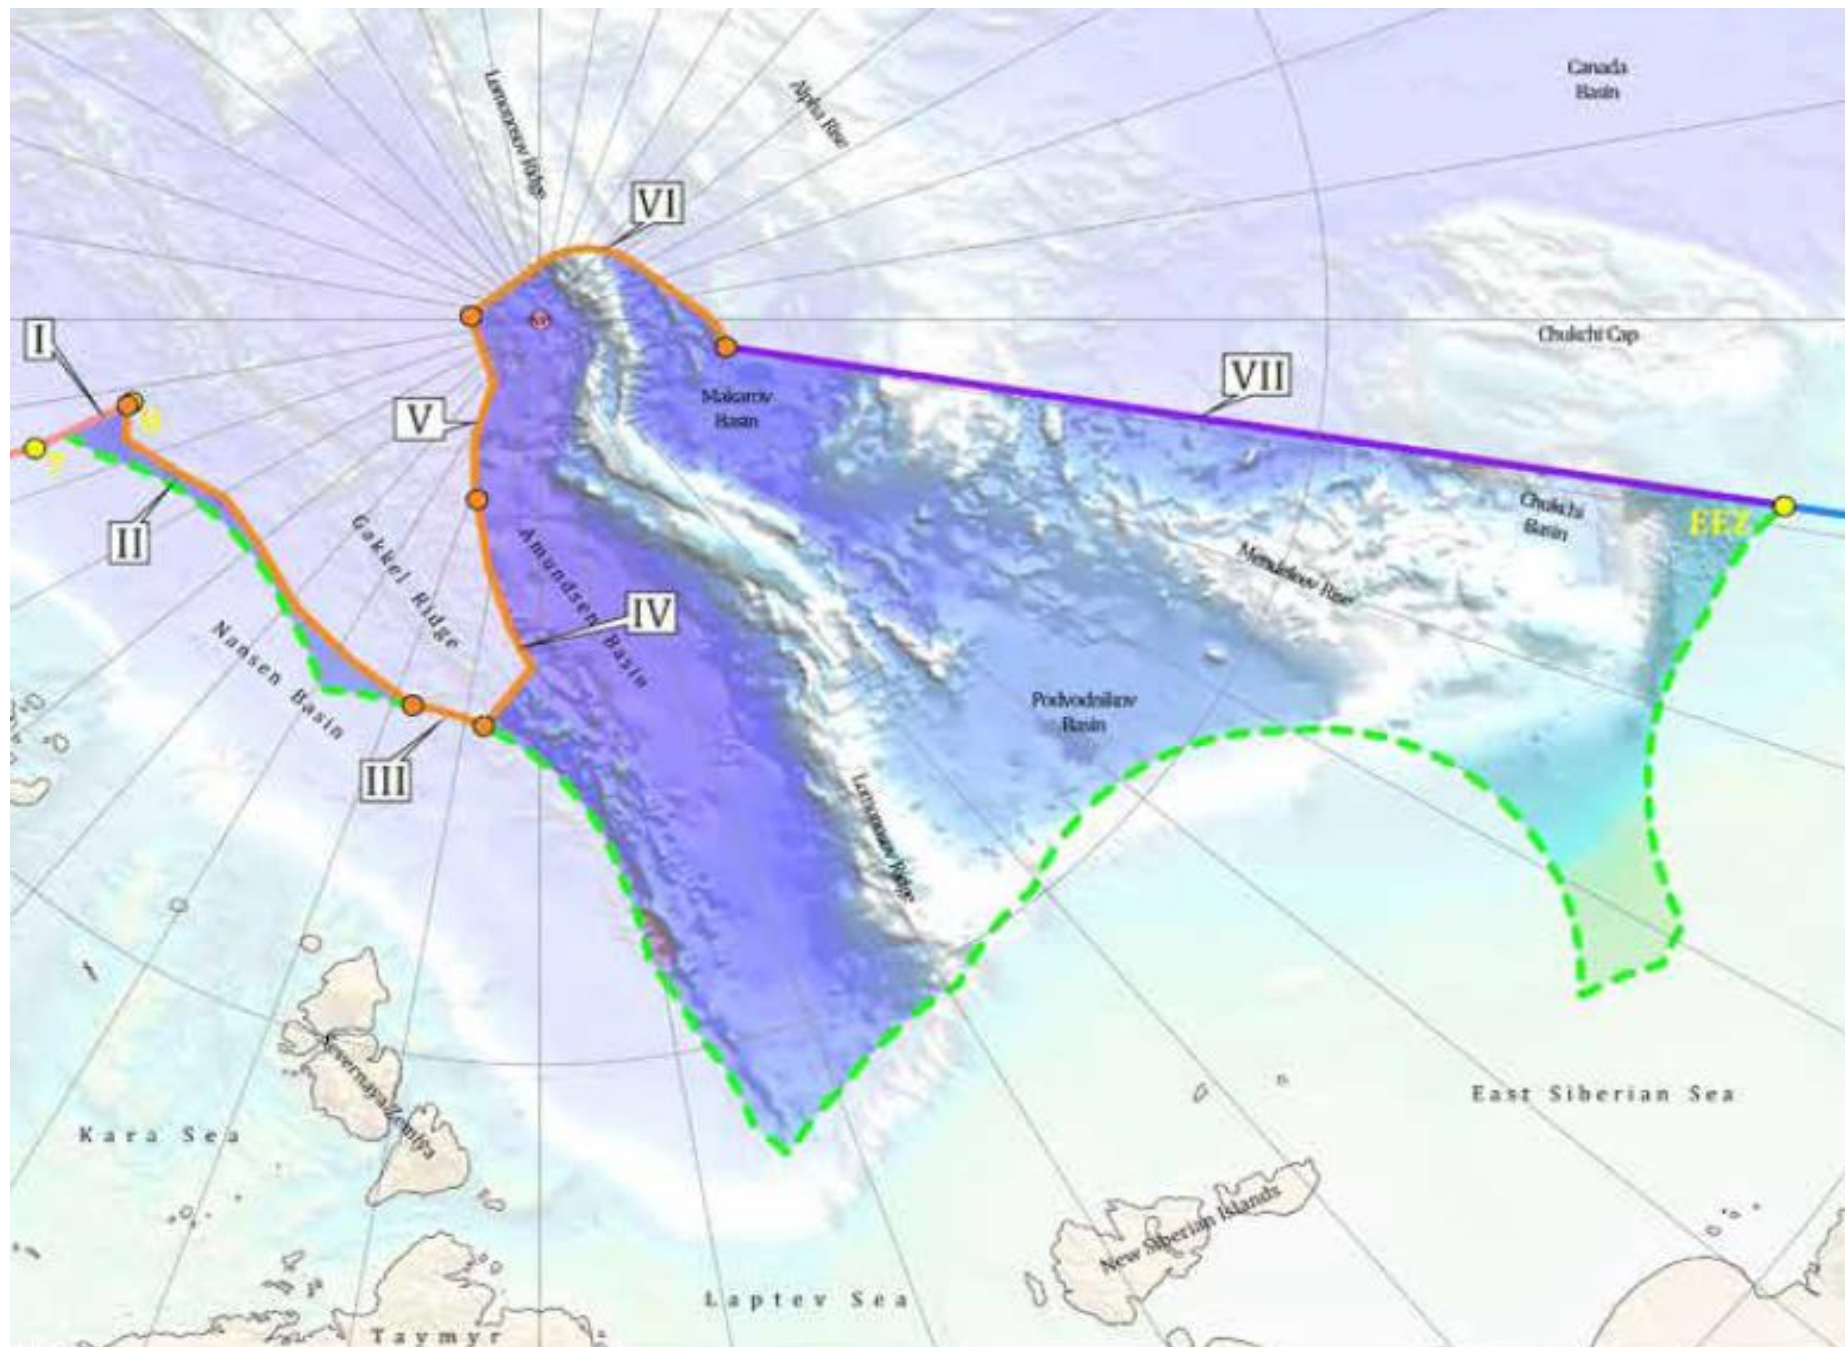 Canada
Basin
Lomonosov Ridge
Alpha Rise
VI
I
Chukchi Cap
VII
V
Makarov
Basin
8
7
II
EEZ
Chukchi
Basin
Gakkel Ridge
Amundsen Basin
Mendeleev Rise
IV
Nansen Basin
Podvodnikov
Basin
III
Lomonosov Ridge
Severnaya Zemlya
Kara Sea
East Siberian Sea
New Siberian Islands
Laptev Sea
Taymyr